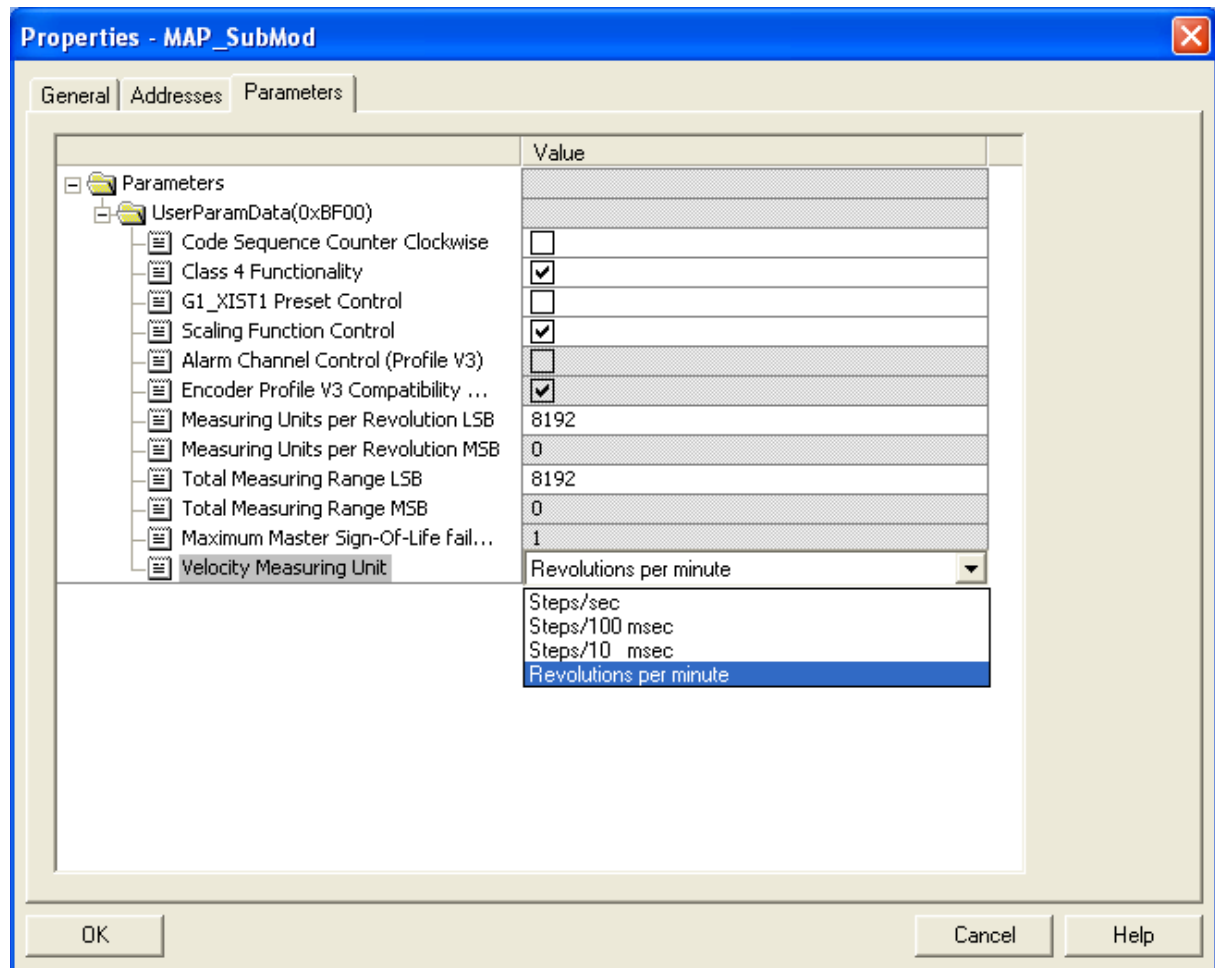 Properties - MAP_SubMod
General Addresses Parameters
Value
Parameters
UserParamData(0xBF00)
Code Sequence Counter Clockwise
Class 4 Functionality
G1_XIST1 Preset Control
Scaling Function Control
Alarm Channel Control (Profile V3)
Encoder Profile V3 Compatibility ...
Measuring Units per Revolution LSB 8192
Measuring Units per Revolution MSB 0
Total Measuring Range LSB 8192
Total Measuring Range MSB 0
Maximum Master Sign-Of-Life fail... 1
Velocity Measuring Unit Revolutions per minute
Steps/sec
Steps/100 msec
Steps/10 msec
Revolutions per minute
OK Cancel Help